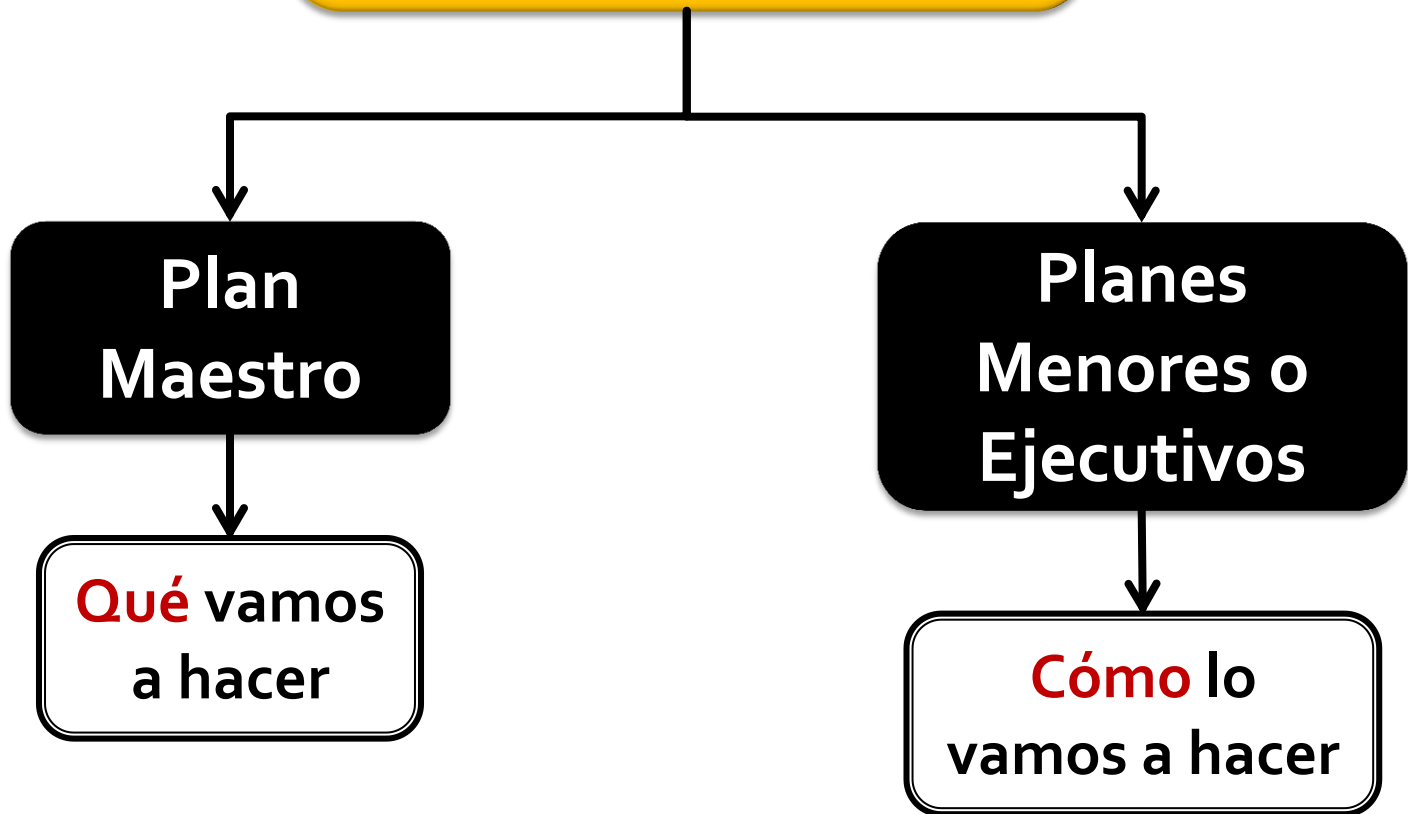 Plan
Maestro
Planes
Menores o
Ejecutivos
Qué vamos
a hacer
Cómo lo
vamos a hacer